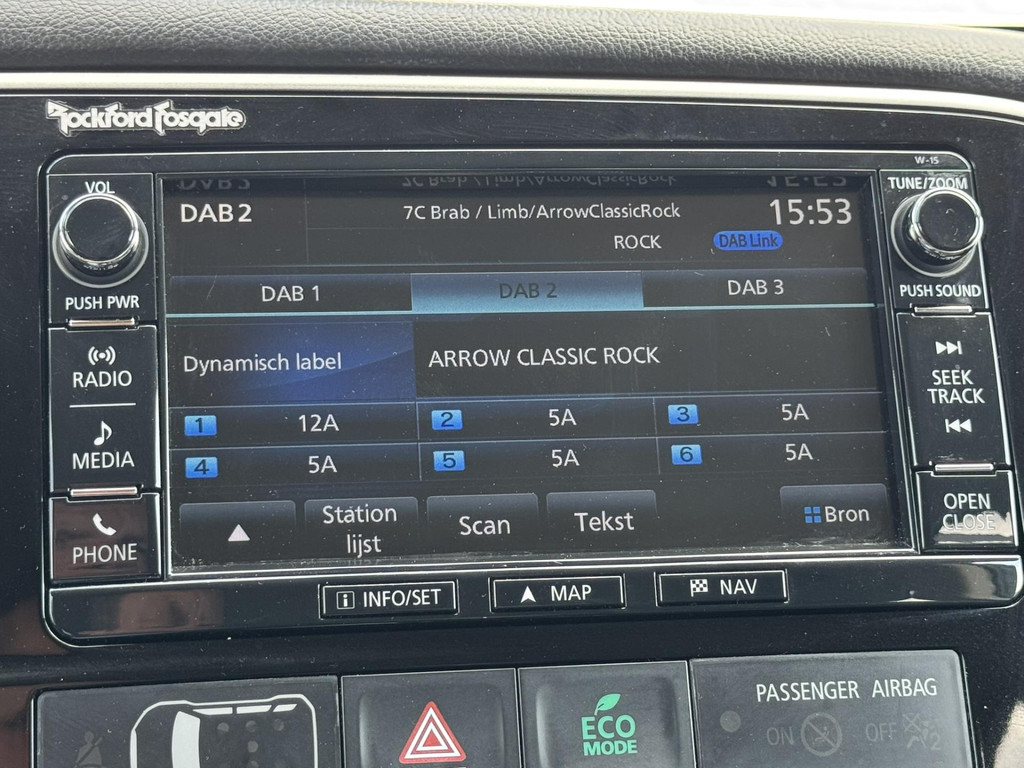 Rockford Fosgate
W-15
VOL
TUNE/ZOOM
DAB2
7C Brab / Limb/ArrowClassicRock
15:53
ROCK
DAB Link
PUSH PWR
PUSH SOUND
DAB 1
DAB 2
DAB 3
RADIO
Dynamisch label
ARROW CLASSIC ROCK
SEEK
TRACK
1 12A
2 5A
3 5A
MEDIA
4 5A
5 5A
6 5A
Station
lijst
Scan
Tekst
Bron
OPEN
CLOSE
PHONE
i INFO/SET
MAP
NAV
PASSENGER AIRBAG
ECO
MODE
ON
OFF
2